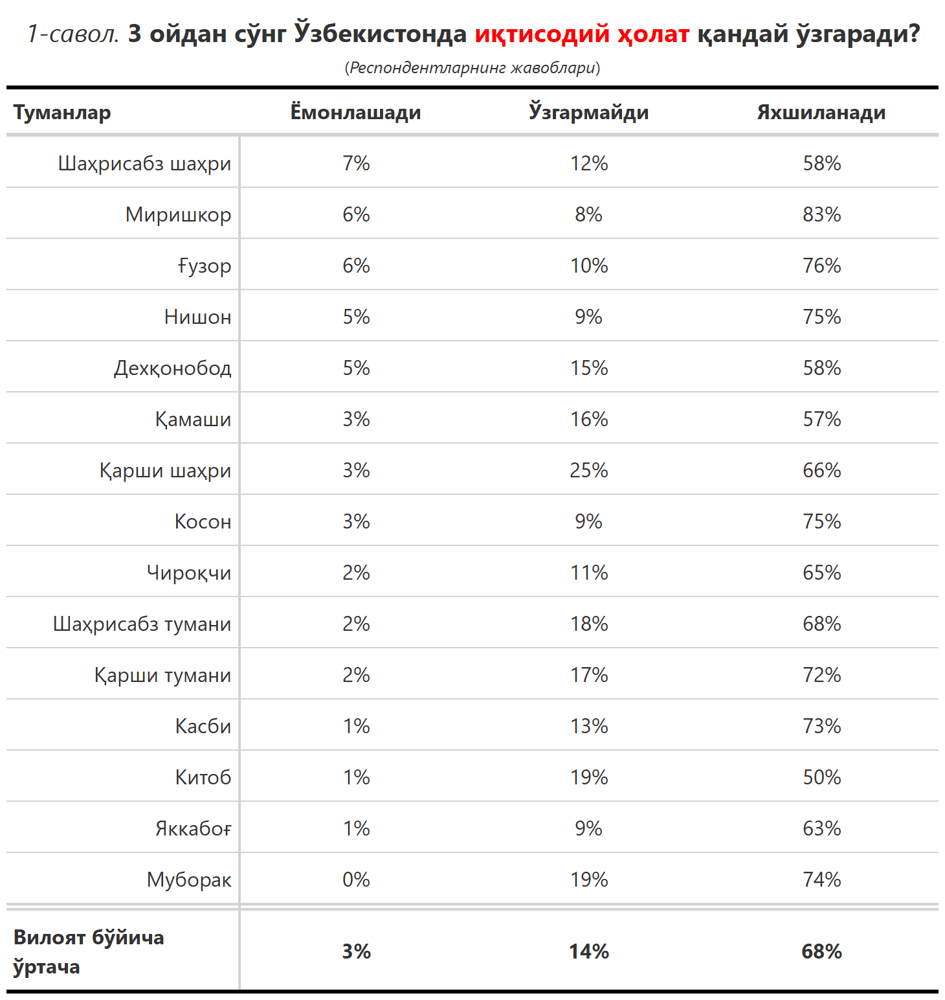 1-савол. 3 ойдан сўнг Ўзбекистонда иқтисодий ҳолат қандай ўзгаради?
(Респондентларнинг жавоблари)
Туманлар Ёмонлашади Ўзгармайди Яхшиланади
Шаҳрисабз шаҳри 7% 12% 58%
Миришкор 6% 8% 83%
Ғузор 6% 10% 76%
Нишон 5% 9% 75%
Дехқонобод 5% 15% 58%
Қамаши 3% 16% 57%
Қарши шаҳри 3% 25% 66%
Косон 3% 9% 75%
Чироқчи 2% 11% 65%
Шаҳрисабз тумани 2% 18% 68%
Қарши тумани 2% 17% 72%
Касби 1% 13% 73%
Китоб 1% 19% 50%
Яккабоғ 1% 9% 63%
Муборак 0% 19% 74%
Вилоят бўйича
ўртача 3% 14% 68%